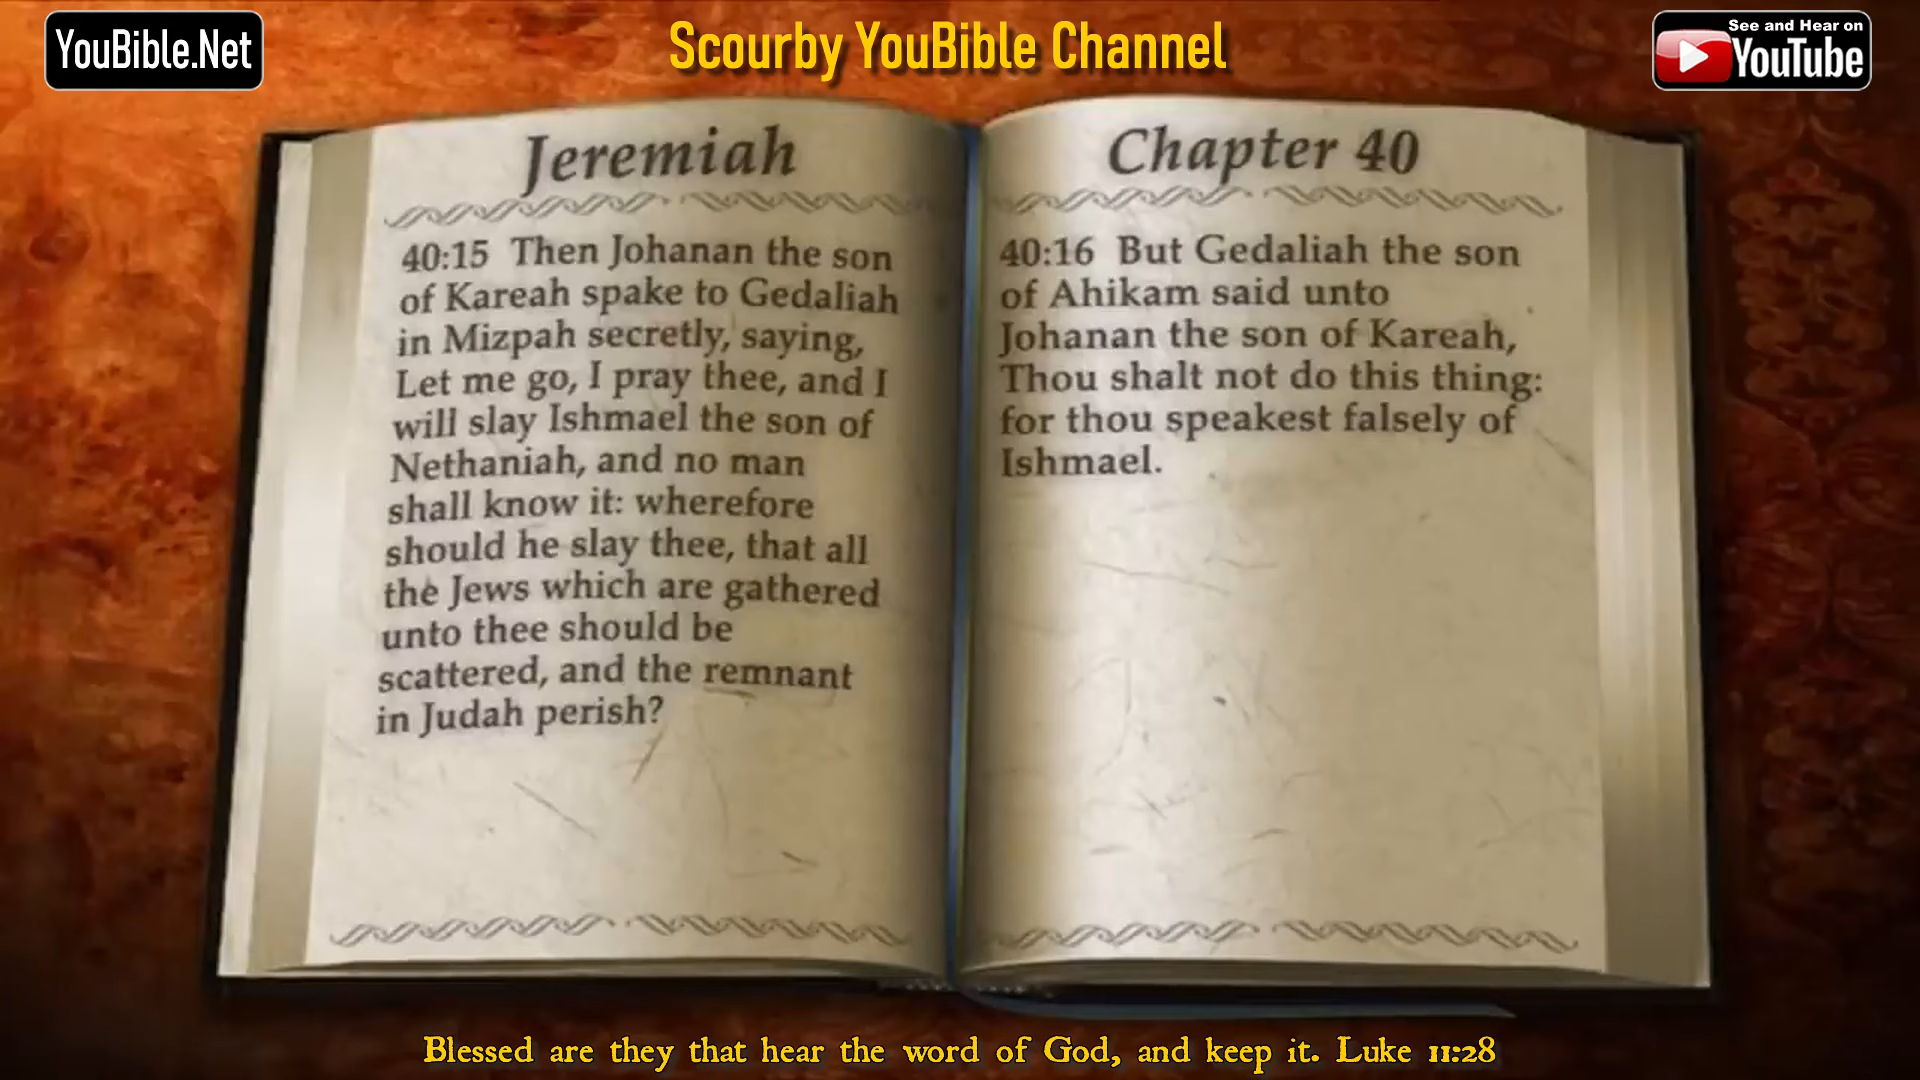 YouBible.Net
Scourby YouBible Channel
See and Hear on
YouTube
Jeremiah
40:15 Then Johanan the son
of Kareah spake to Gedaliah
in Mizpah secretly, saying,
Let me go, I pray thee, and I
will slay Ishmael the son of
Nethaniah, and no man
shall know it: wherefore
should he slay thee, that all
the Jews which are gathered
unto thee should be
scattered, and the remnant
in Judah perish?
Chapter 40
40:16 But Gedaliah the son
of Ahikam said unto
Johanan the son of Kareah,
Thou shalt not do this thing:
for thou speakest falsely of
Ishmael.
Blessed are they that hear the word of God, and keep it. Luke 11:28